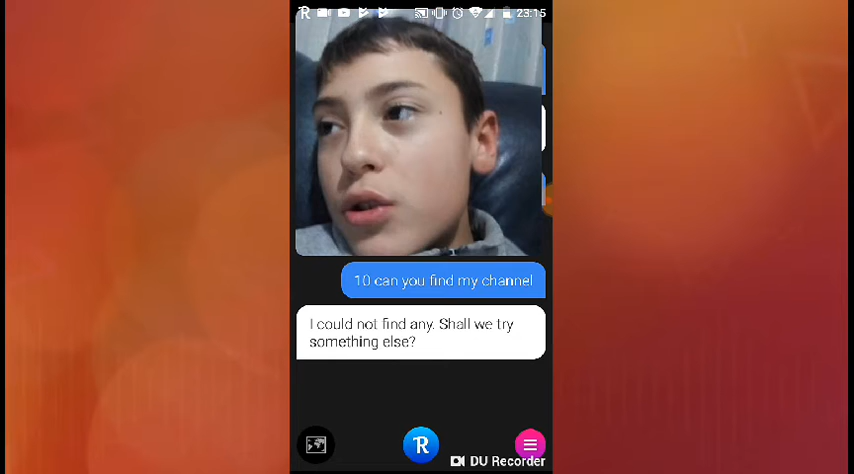 R 23:15
10 can you find my channel
I could not find any. Shall we try
something else?
R
DU Recorder